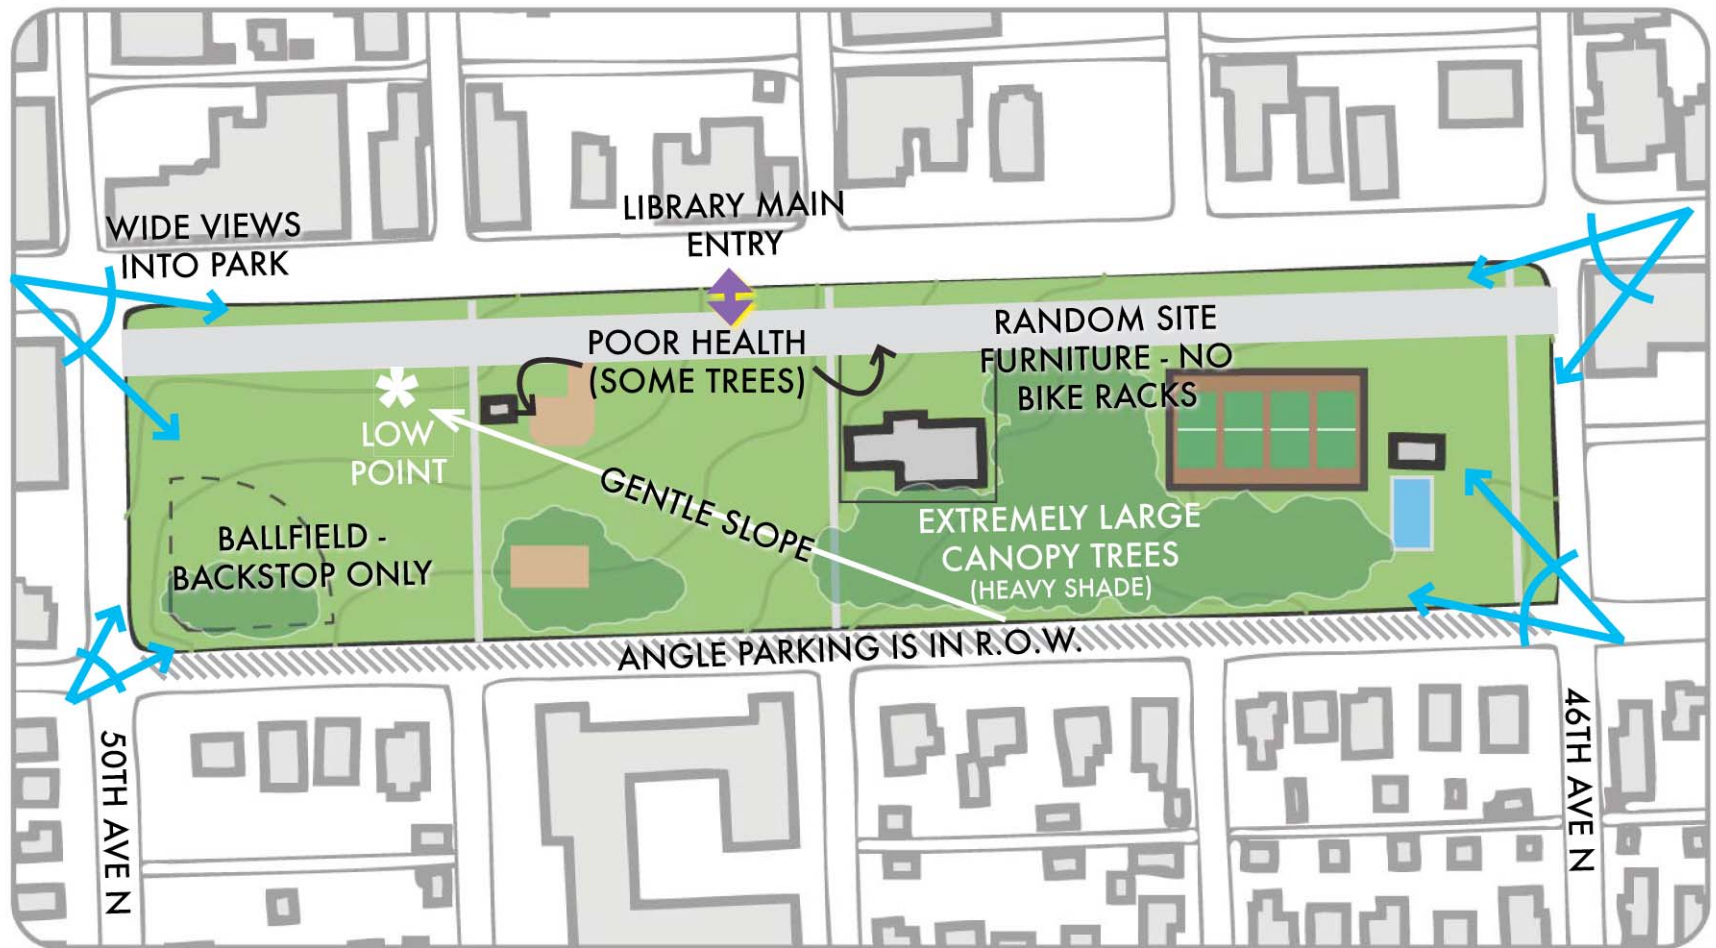 WIDE VIEWS
INTO PARK
LIBRARY MAIN
ENTRY
POOR HEALTH
(SOME TREES)
RANDOM SITE
FURNITURE - NO
BIKE RACKS
*
LOW
POINT
GENTLE SLOPE
BALLFIELD -
BACKSTOP ONLY
EXTREMELY LARGE
CANOPY TREES
(HEAVY SHADE)
ANGLE PARKING IS IN R.O.W.
50TH AVE N
46TH AVE N